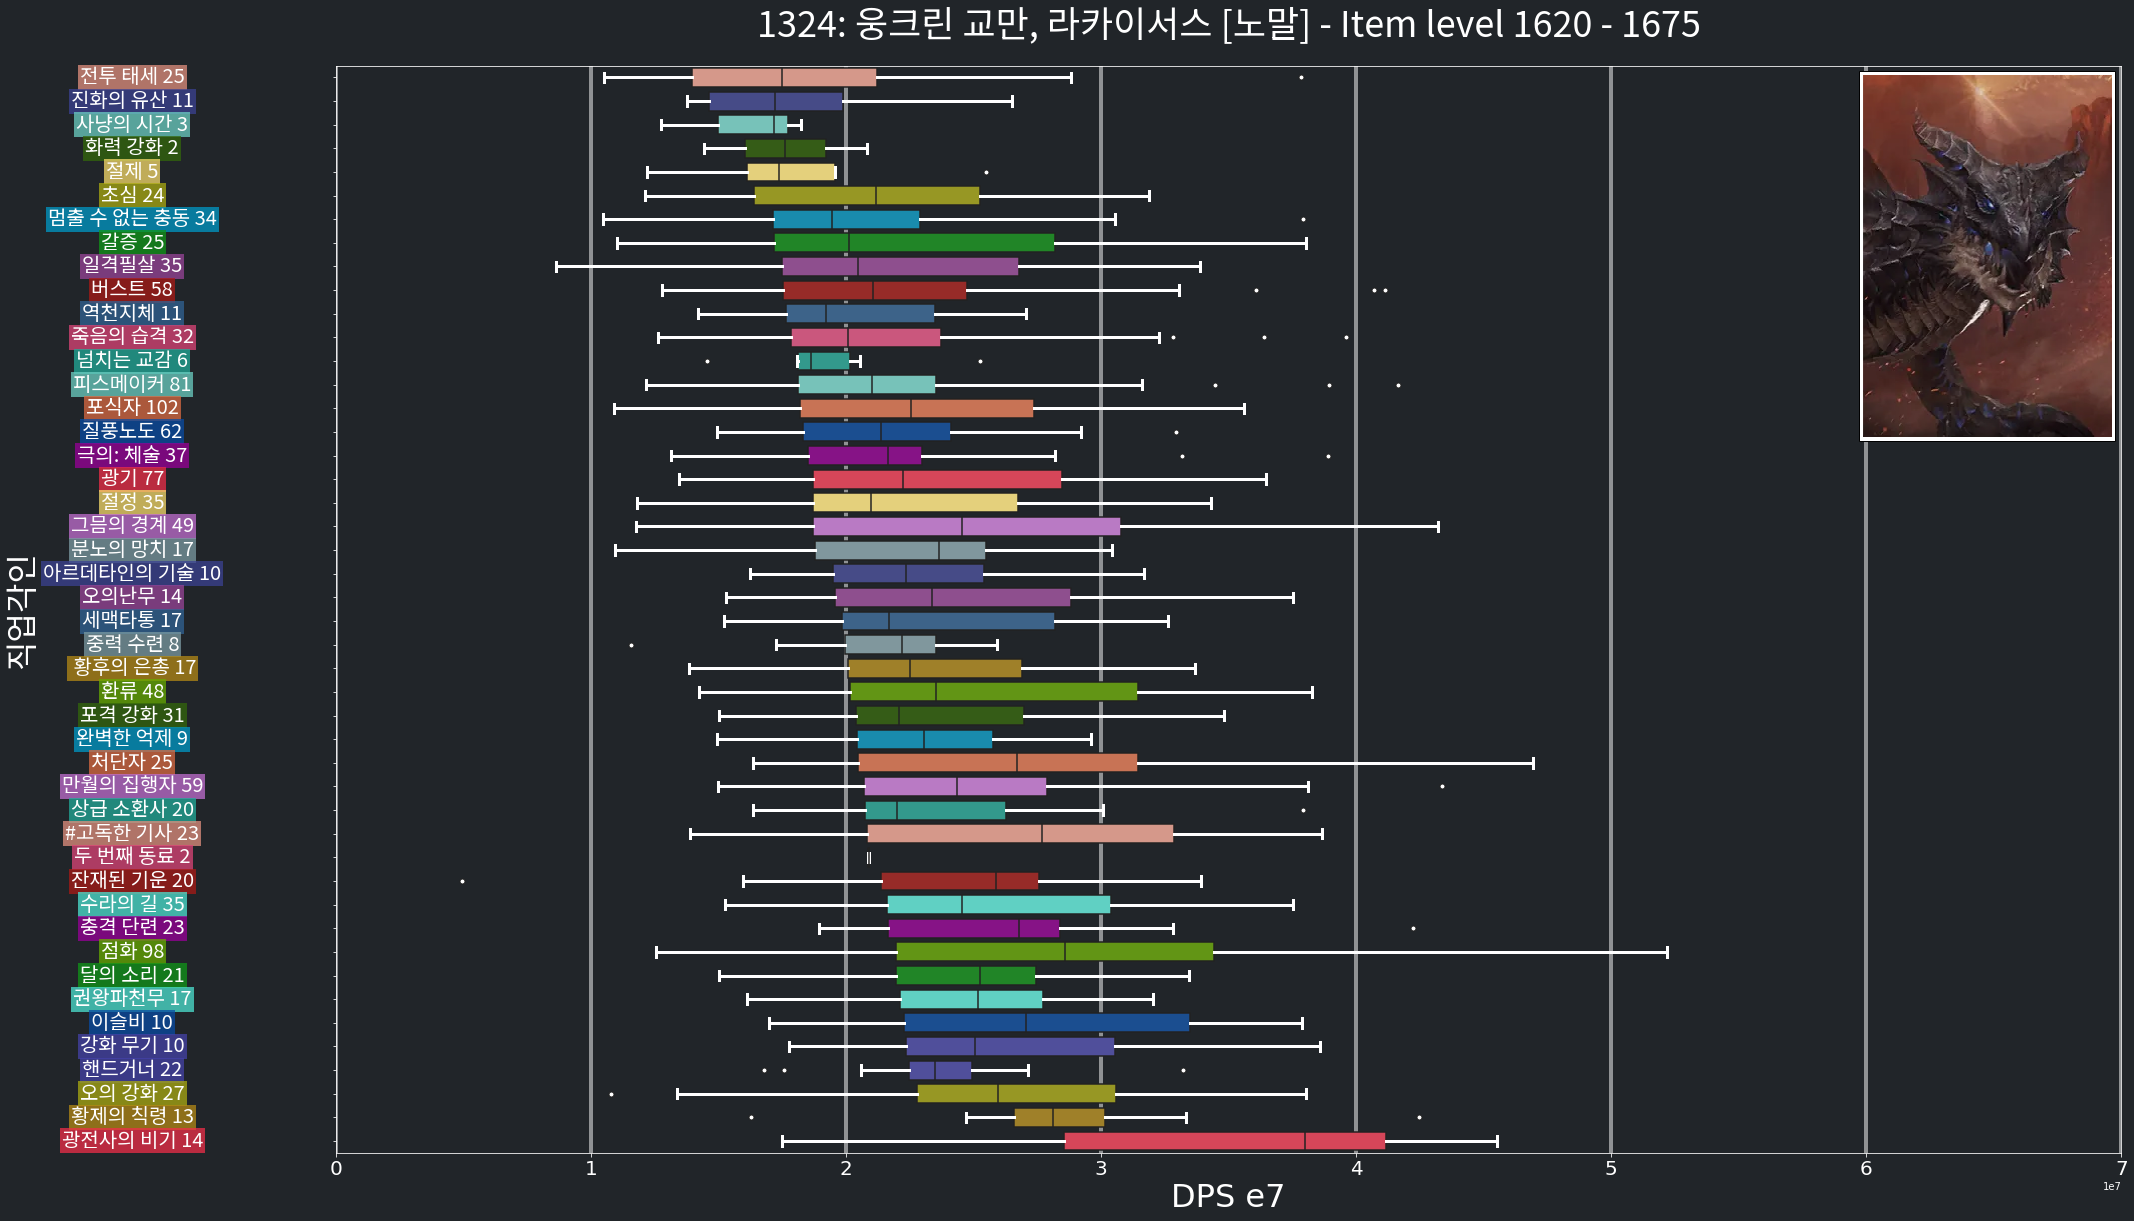 1324: 웅크린 교만, 라카이서스 [노말] - Item level 1620 - 1675
직업각인
전투 태세 25
진화의 유산 11
사냥의 시간 3
화력 강화 2
절제 5
초심 24
멈출 수 없는 충동 34
갈증 25
일격필살 35
버스트 58
역천지체 11
죽음의 습격 32
넘치는 교감 6
피스메이커 81
포식자 102
질풍노도 62
극의: 체술 37
광기 77
절정 35
그믐의 경계 49
분노의 망치 17
아르데타인의 기술 10
오의난무 14
세맥타통 17
중력 수련 8
황후의 은총 17
환류 48
포격 강화 31
완벽한 억제 9
처단자 25
만월의 집행자 59
상급 소환사 20
#고독한 기사 23
두 번째 동료 2
잔재된 기운 20
수라의 길 35
충격 단련 23
점화 98
달의 소리 21
권왕파천무 17
이슬비 10
강화 무기 10
핸드거너 22
오의 강화 27
황제의 칙령 13
광전사의 비기 14
0 1 2 3 4 5 6 7
1e7
DPS e7